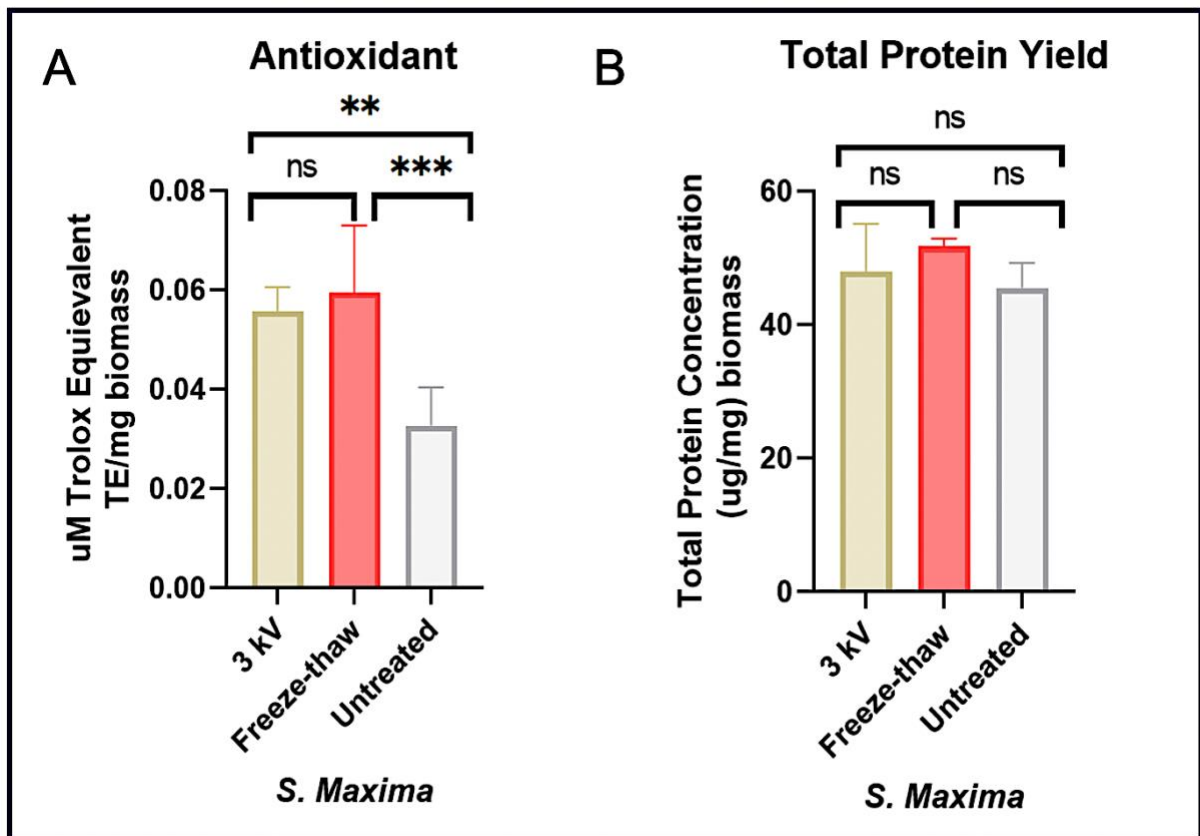 A
Antioxidant
**
ns
***
uM Trolox Equievalent
TE/mg biomass
0.08
0.06
0.04
0.02
0.00
3 kV
Freeze-thaw
Untreated
S. Maxima
B
Total Protein Yield
ns
ns
ns
Total Protein Concentration
(ug/mg) biomass
60
40
20
0
3 kV
Freeze-thaw
Untreated
S. Maxima